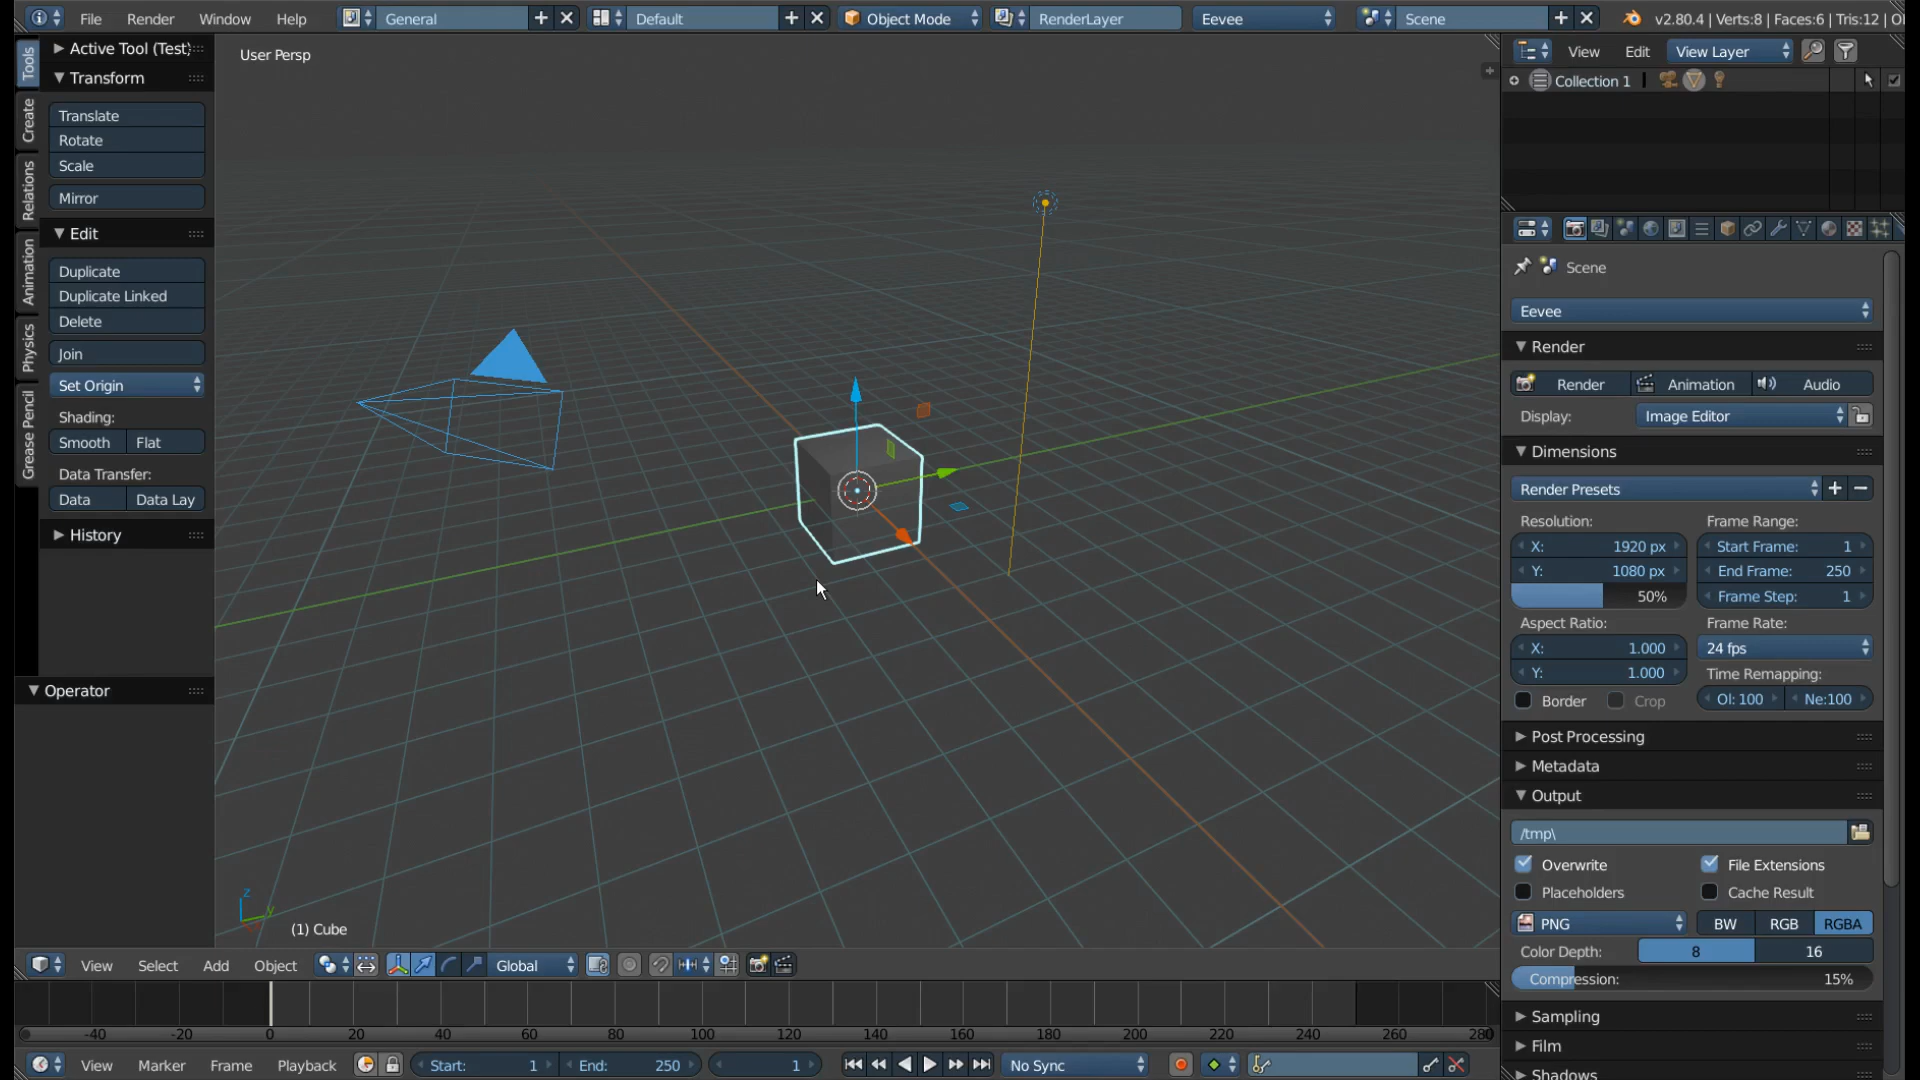 File Render Window Help General Default Object Mode RenderLayer Eevee Scene v2.80.4 | Verts:8 | Faces:6 | Tris:12 |
Tools
Create
Relations
Animation
Physics
Grease Pencil
Active Tool (Test)
Transform
Translate
Rotate
Scale
Mirror
Edit
Duplicate
Duplicate Linked
Delete
Join
Set Origin
Shading:
Smooth Flat
Data Transfer:
Data Data Lay
History
Operator
User Persp
z
y
(1) Cube
View Edit View Layer
Collection 1
Scene
Eevee
Render
Render Animation Audio
Display: Image Editor
Dimensions
Render Presets
Resolution: Frame Range:
X: 1920 px Start Frame: 1
Y: 1080 px End Frame: 250
50% Frame Step: 1
Aspect Ratio: Frame Rate:
X: 1.000 24 fps
Y: 1.000 Time Remapping:
Border Crop Ol: 100 Ne:100
Post Processing
Metadata
Output
/tmp\
Overwrite File Extensions
Placeholders Cache Result
PNG BW RGB RGBA
Color Depth: 8 16
Compression: 15%
Sampling
Film
Shadows
View Select Add Object Global
-40 -20 0 20 40 60 80 100 120 140 160 180 200 220 240 260 280
View Marker Frame Playback Start: 1 End: 250 1 No Sync